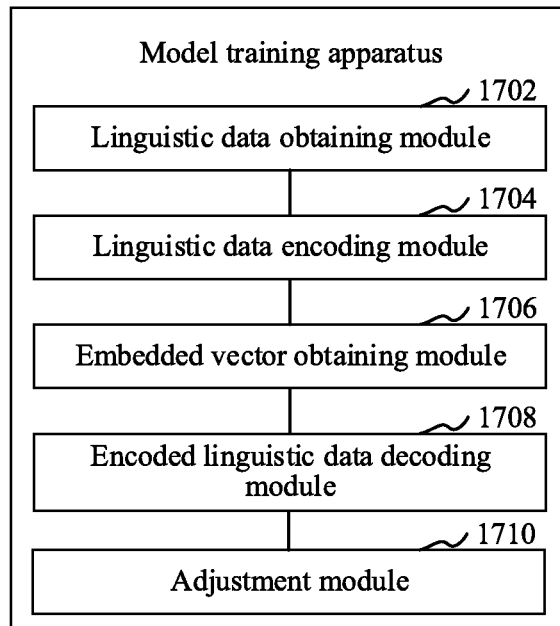 Model training apparatus
1702
Linguistic data obtaining module
1704
Linguistic data encoding module
1706
Embedded vector obtaining module
1708
Encoded linguistic data decoding
module
1710
Adjustment module